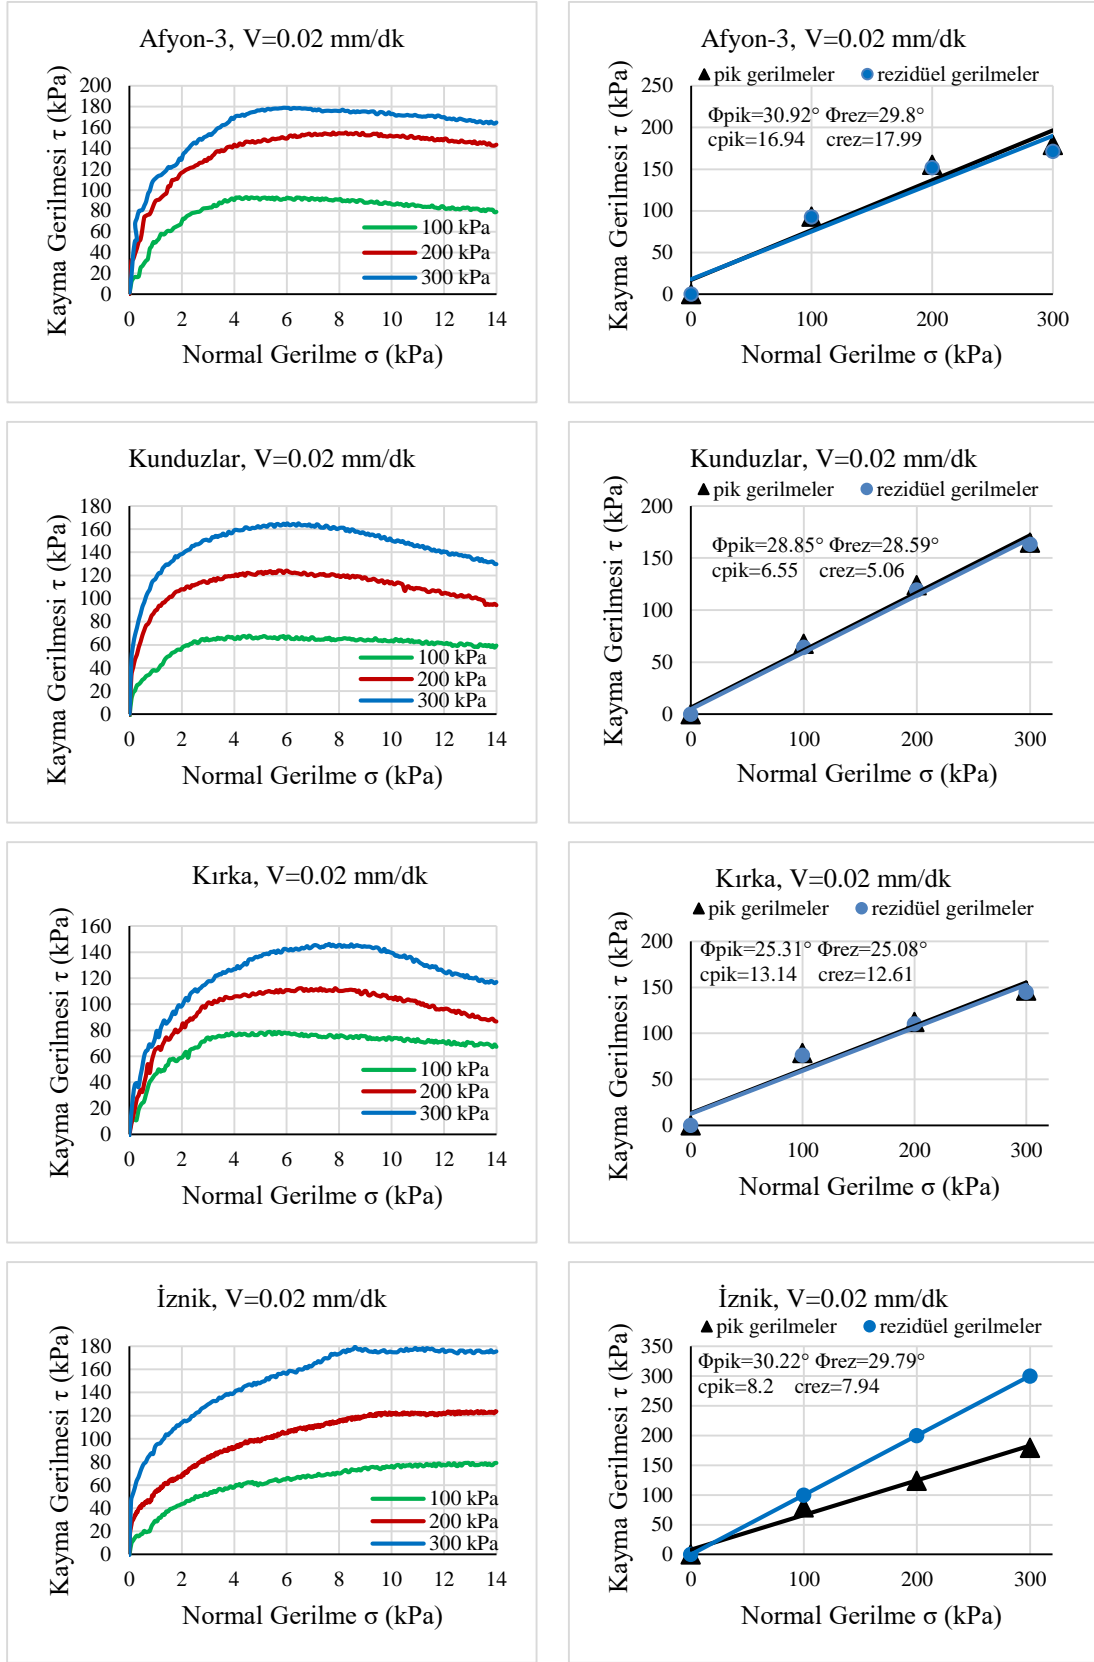 Afyon-3, V=0.02 mm/dk
Kayma Gerilmesi τ (kPa)
200
180
160
140
120
100
80
60
40
20
0
100 kPa
200 kPa
300 kPa
0 2 4 6 8 10 12 14
Normal Gerilme σ (kPa)
Afyon-3, V=0.02 mm/dk
pik gerilmeler rezidüel gerilmeler
Kayma Gerilmesi τ (kPa)
250
200
150
100
50
0
Φpik=30.92° Φrez=29.8°
cpik=16.94 crez=17.99
0 100 200 300
Normal Gerilme σ (kPa)
Kunduzlar, V=0.02 mm/dk
Kayma Gerilmesi τ (kPa)
180
160
140
120
100
80
60
40
20
0
100 kPa
200 kPa
300 kPa
0 2 4 6 8 10 12 14
Normal Gerilme σ (kPa)
Kunduzlar, V=0.02 mm/dk
pik gerilmeler rezidüel gerilmeler
Kayma Gerilmesi τ (kPa)
200
150
100
50
0
Φpik=28.85° Φrez=28.59°
cpik=6.55 crez=5.06
0 100 200 300
Normal Gerilme σ (kPa)
Kırka, V=0.02 mm/dk
Kayma Gerilmesi τ (kPa)
160
140
120
100
80
60
40
20
0
100 kPa
200 kPa
300 kPa
0 2 4 6 8 10 12 14
Normal Gerilme σ (kPa)
Kırka, V=0.02 mm/dk
pik gerilmeler rezidüel gerilmeler
Kayma Gerilmesi τ (kPa)
200
150
100
50
0
Φpik=25.31° Φrez=25.08°
cpik=13.14 crez=12.61
0 100 200 300
Normal Gerilme σ (kPa)
İznik, V=0.02 mm/dk
Kayma Gerilmesi τ (kPa)
180
160
140
120
100
80
60
40
20
0
100 kPa
200 kPa
300 kPa
0 2 4 6 8 10 12 14
Normal Gerilme σ (kPa)
İznik, V=0.02 mm/dk
pik gerilmeler rezidüel gerilmeler
Kayma Gerilmesi τ (kPa)
350
300
250
200
150
100
50
0
Φpik=30.22° Φrez=29.79°
cpik=8.2 crez=7.94
0 100 200 300
Normal Gerilme σ (kPa)